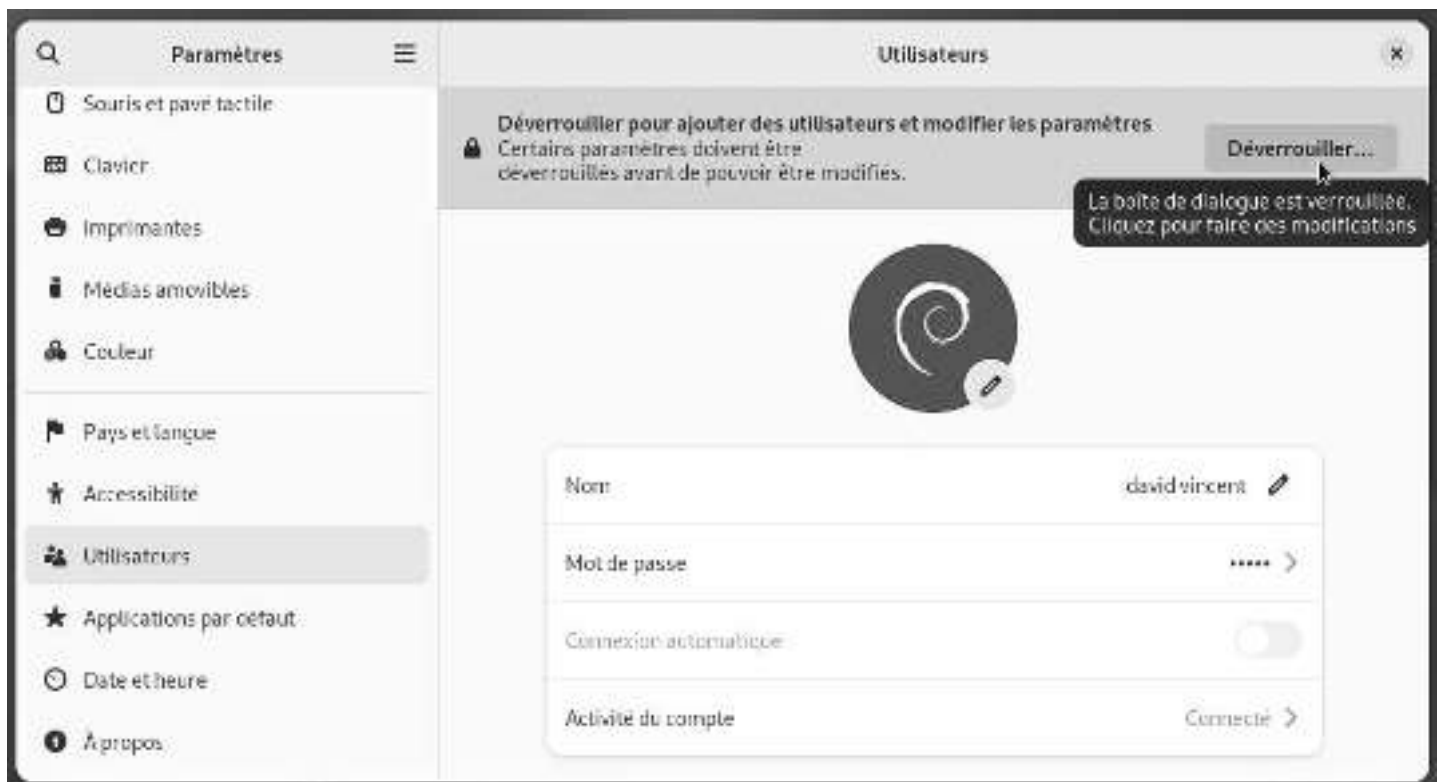 Paramètres
Souris et pavé tactile
Clavier
Imprimantes
Médias amovibles
Couleur
Pays et langue
Accessibilité
Utilisateurs
Applications par défaut
Date et heure
À propos
Utilisateurs
Déverrouiller pour ajouter des utilisateurs et modifier les paramètres
Certains paramètres doivent être
déverrouillés avant de pouvoir être modifiés.
Déverrouiller...
La boîte de dialogue est verrouillée.
Cliquez pour faire des modifications
Nom
david vincent
Mot de passe
•••••
Connexion automatique
Activité du compte
Connecté